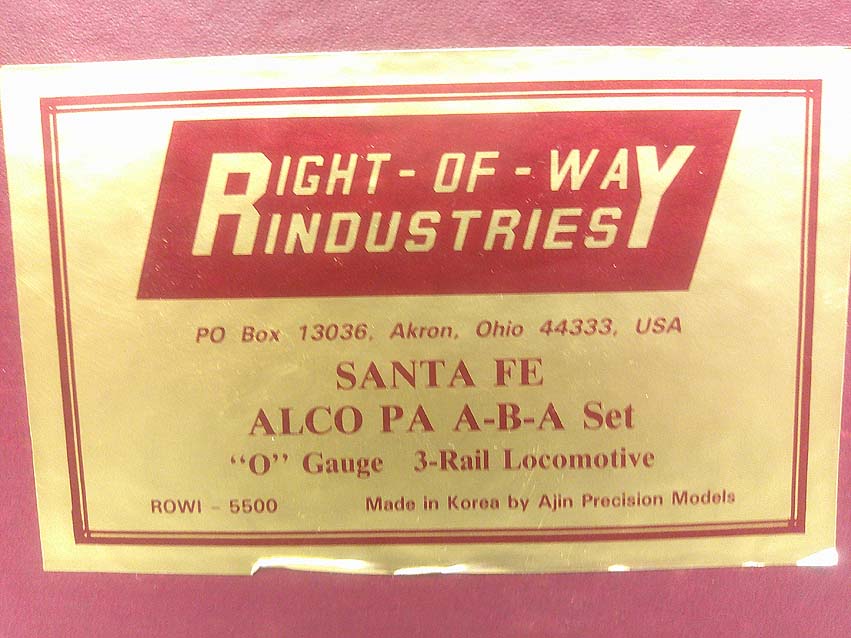 RIGHT-OF-WAY
INDUSTRIES
PO Box 13036, Akron, Ohio 44333, USA
SANTA FE
ALCO PA A-B-A Set
“O” Gauge 3-Rail Locomotive
ROWI - 5500 Made in Korea by Ajin Precision Models